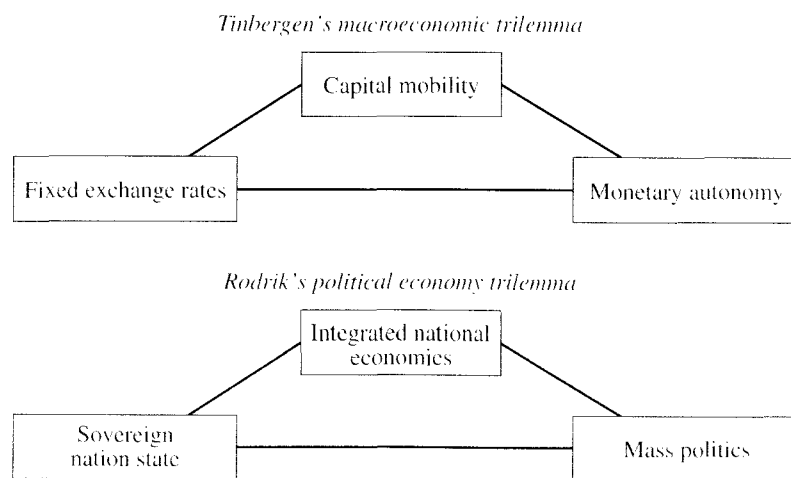 Tinbergen's macroeconomic trilemma
Capital mobility
Fixed exchange rates
Monetary autonomy
Rodrik's political economy trilemma
Integrated national
economics
Sovereign
nation state
Mass politics